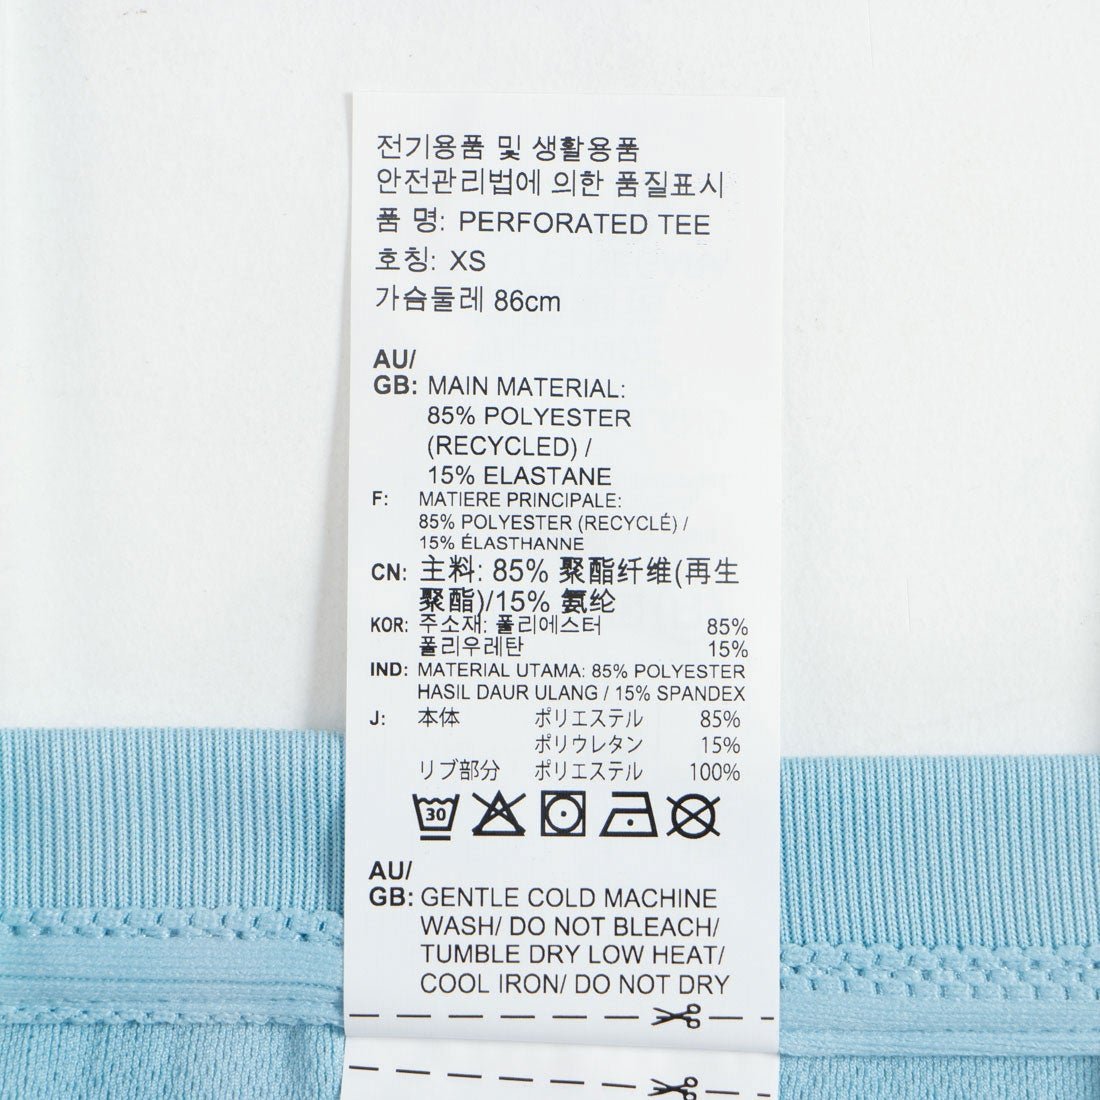 전기용품 및 생활용품
안전관리법에 의한 품질표시
품 명: PERFORATED TEE
호칭: XS
가슴둘레 86cm
AU/
GB: MAIN MATERIAL:
85% POLYESTER
(RECYCLED) /
15% ELASTANE
F: MATIERE PRINCIPALE:
85% POLYESTER (RECYCLÉ) /
15% ÉLASTHANNE
CN: 主料: 85% 聚酯纤维(再生
聚酯)/15% 氨纶
KOR: 주소재: 폴리에스터 85%
폴리우레탄 15%
IND: MATERIAL UTAMA: 85% POLYESTER
HASIL DAUR ULANG / 15% SPANDEX
J: 本体 ポリエステル 85%
ポリウレタン 15%
リブ部分 ポリエステル 100%
30
AU/
GB: GENTLE COLD MACHINE
WASH/ DO NOT BLEACH/
TUMBLE DRY LOW HEAT/
COOL IRON/ DO NOT DRY